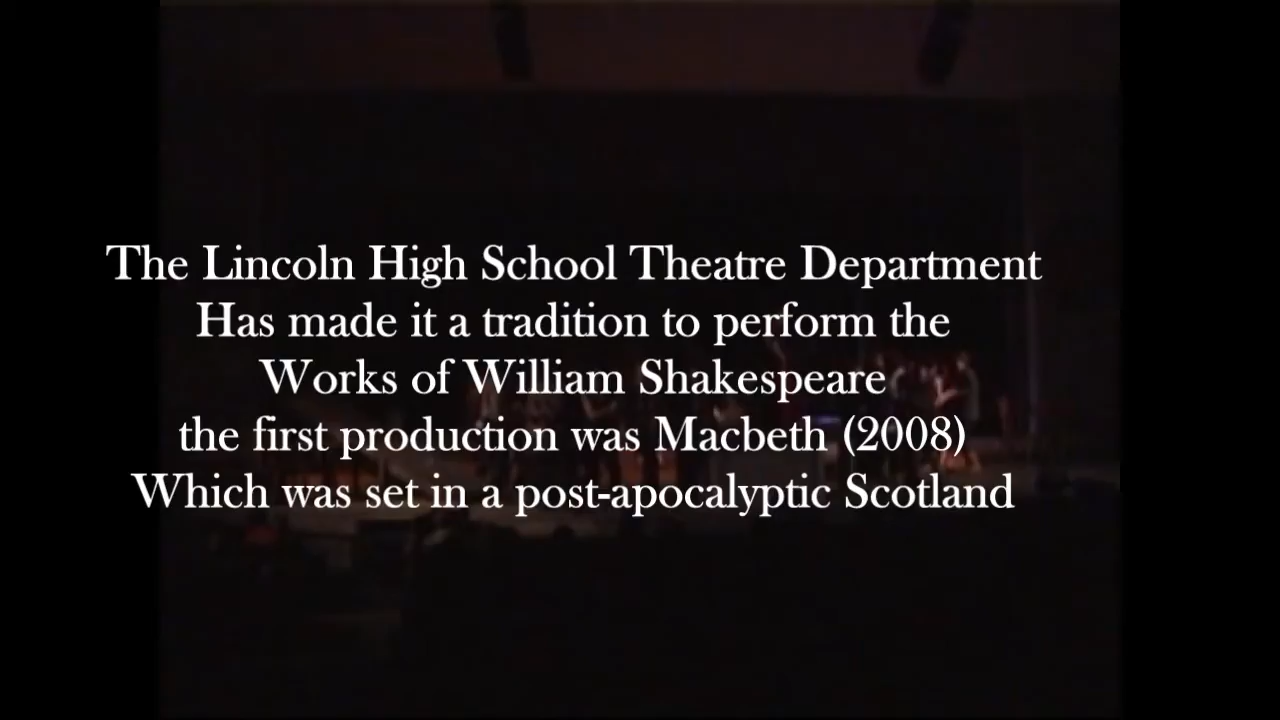 The Lincoln High School Theatre Department
Has made it a tradition to perform the
Works of William Shakespeare
the first production was Macbeth (2008)
Which was set in a post-apocalyptic Scotland